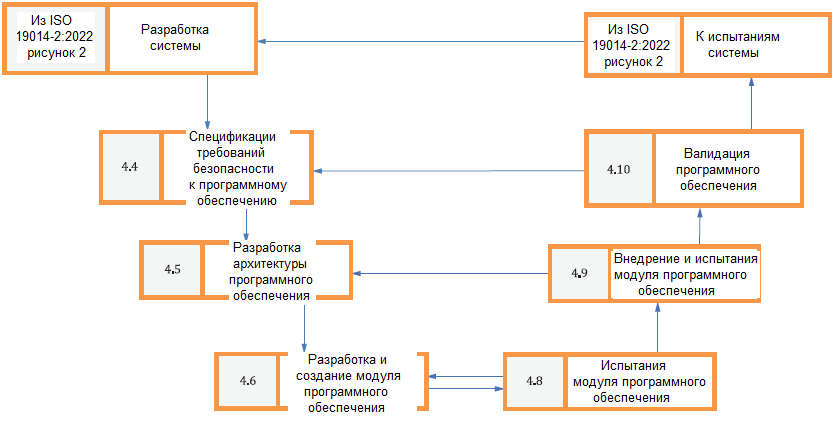 Из ISO
19014-2:2022
рисунок 2
Разработка
системы
Из ISO
19014-2:2022
рисунок 2
К испытаниям
системы
4.4
Спецификации
требований
безопасности
к программному
обеспечению
4.10
Валидация
программного
обеспечения
4.5
Разработка
архитектуры
программного
обеспечения
4.9
Внедрение и испытания
модуля программного
обеспечения
4.6
Разработка и
создание модуля
программного
обеспечения
4.8
Испытания
модуля программного
обеспечения